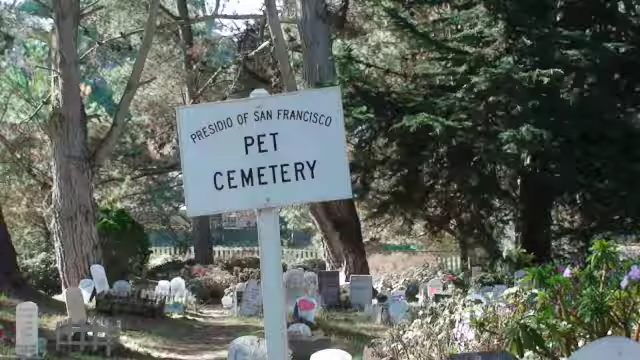 PRESIDIO OF SAN FRANCISCO
PET
CEMETERY